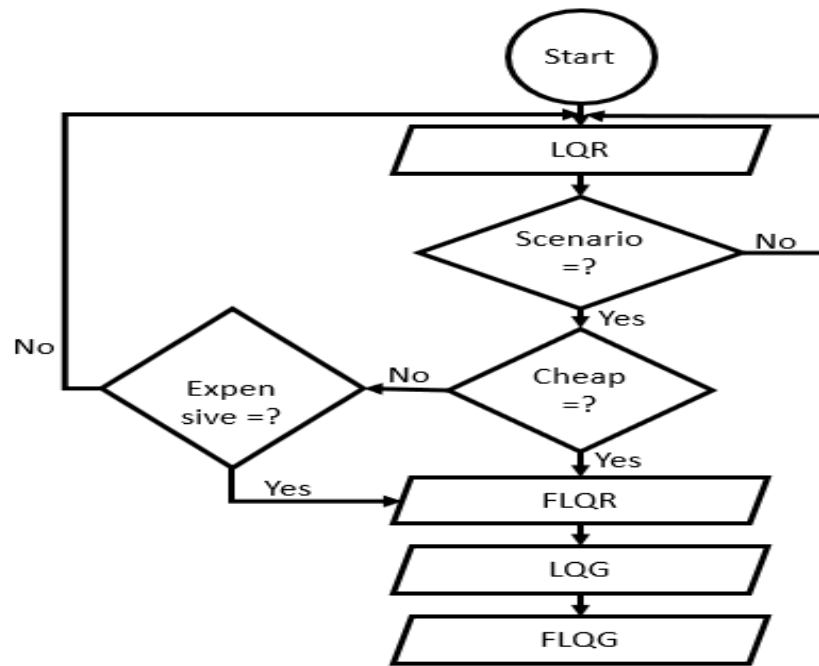 Start
LQR
Scenario
=?
No
Yes
No
Expen
sive =?
No
Cheap
=?
Yes
Yes
FLQR
LQG
FLQG